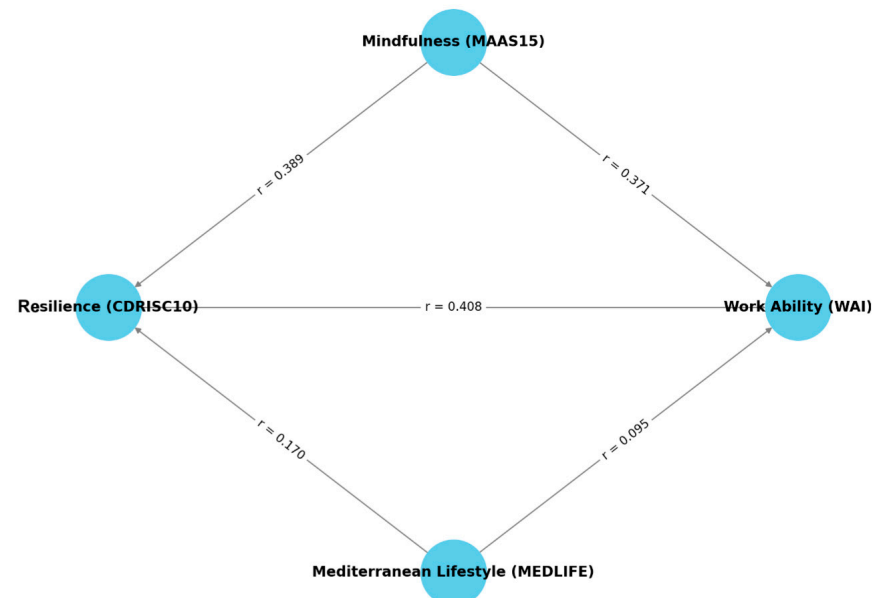 Mindfulness (MAAS15)
r = 0.389
r = 0.371
Resilience (CDRISC10)
r = 0.408
Work Ability (WAI)
r = 0.170
r = 0.095
Mediterranean Lifestyle (MEDLIFE)